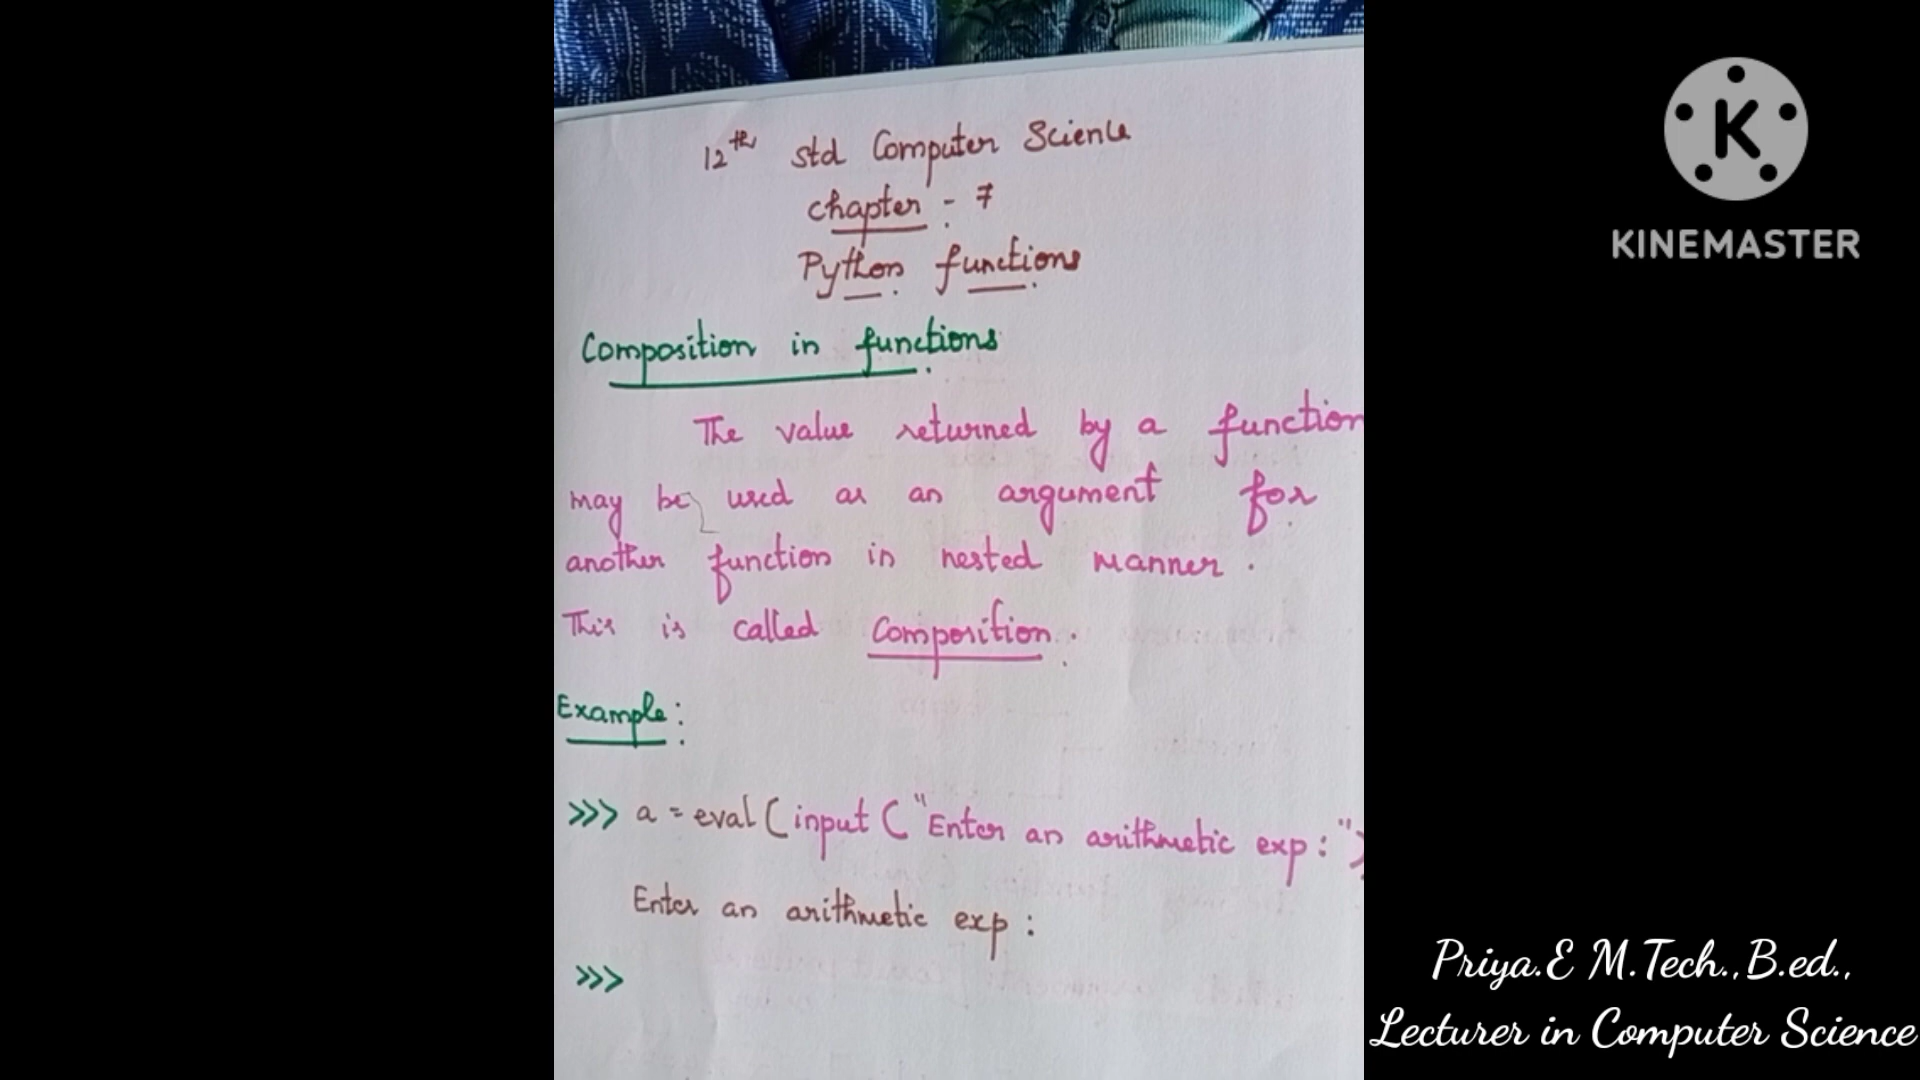 12th std Computer Science
chapter - 7
Python functions
Composition in functions
The value returned by a function
may be used as an argument for
another function in nested manner.
This is called Composition.
Example:
>>> a = eval ( input ( "Enter an arithmetic exp : ")
Enter an arithmetic exp :
>>>
K
KINEMASTER
Priya.E M.Tech.,B.ed.,
Lecturer in Computer Science